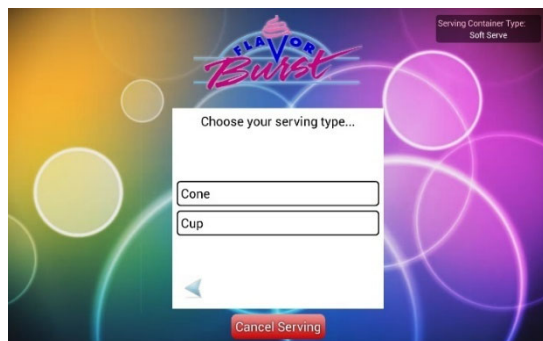 Serving Container Type:
Soft Serve
FLAVOR
Burst
Choose your serving type...
Cone
Cup
Cancel Serving